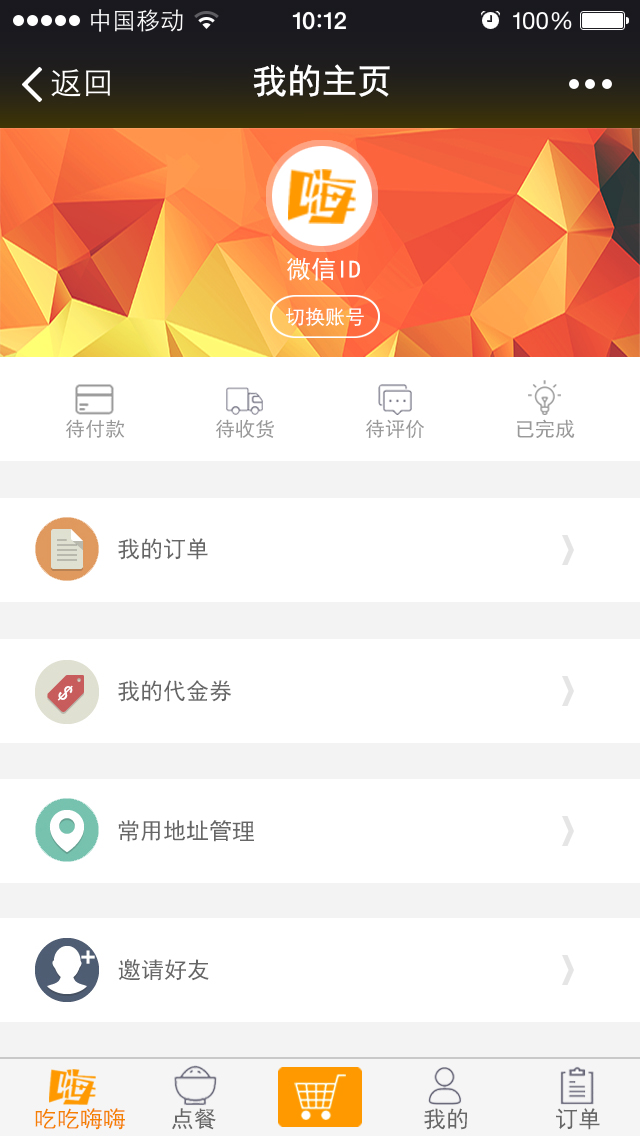 中国移动 10:12 100%
返回 我的主页
嗨
微信ID
切换账号
待付款 待收货 待评价 已完成
我的订单
$
我的代金券
常用地址管理
邀请好友
嗨
吃吃嗨嗨 点餐 我的 订单